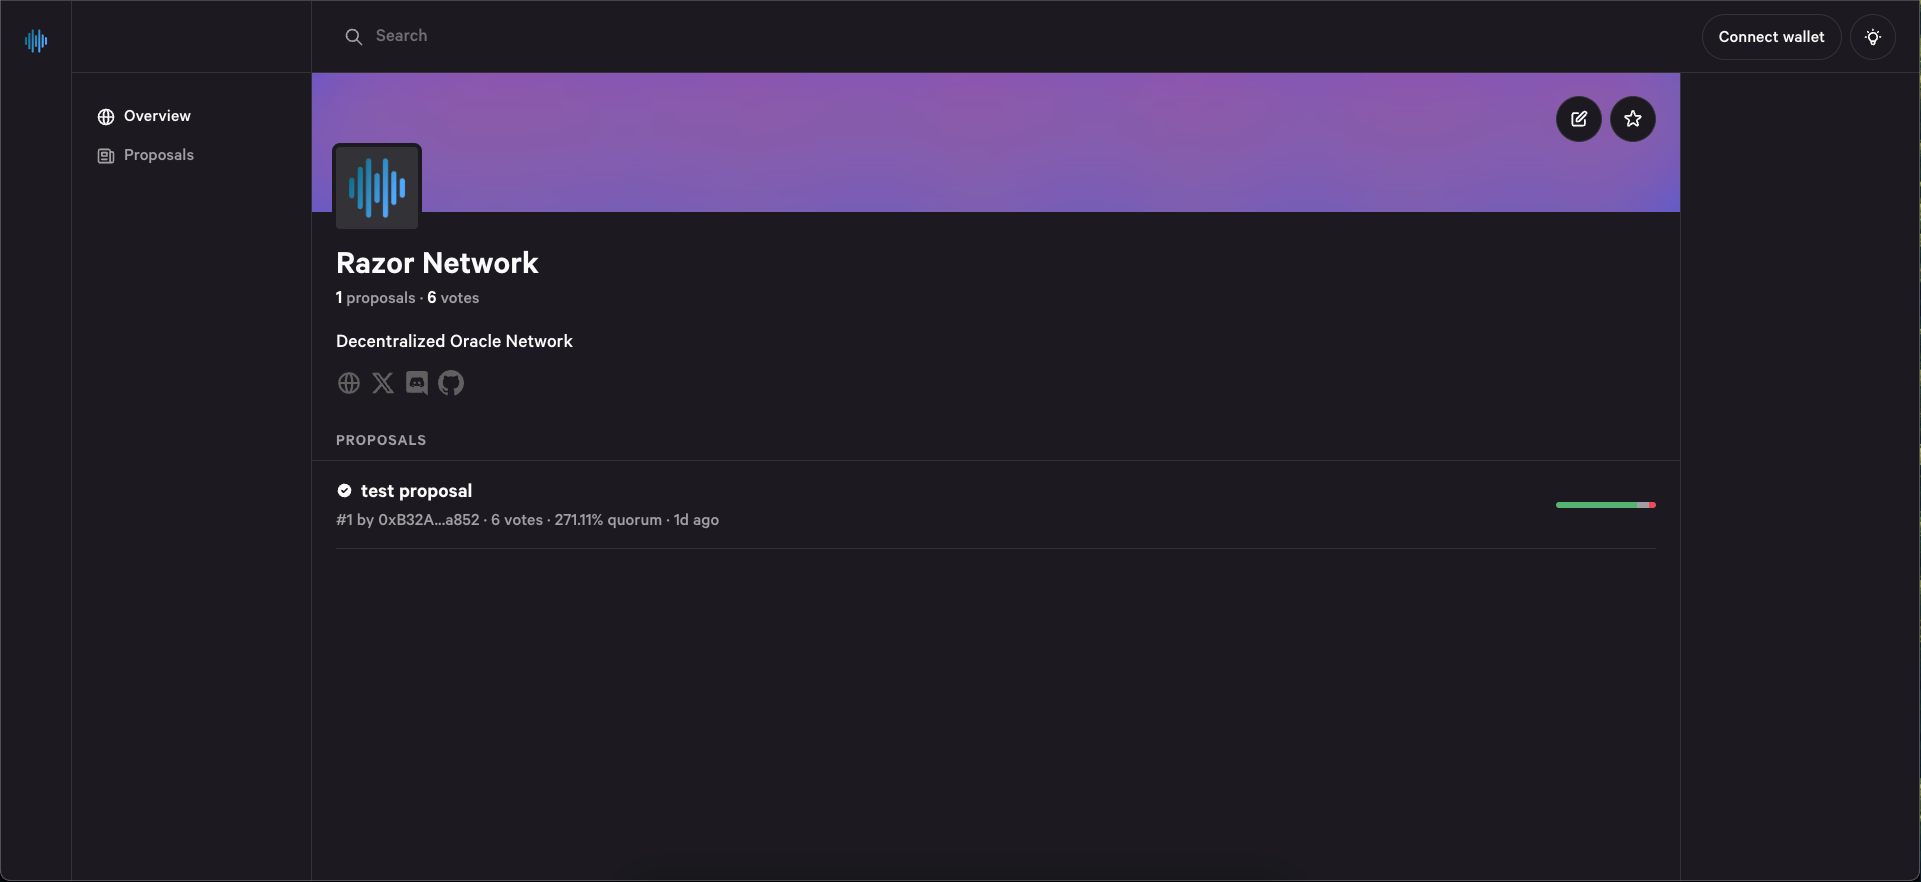 Search
Connect wallet
Overview
Proposals
Razor Network
1 proposals · 6 votes
Decentralized Oracle Network
PROPOSALS
test proposal
#1 by 0xB32A...a852 · 6 votes · 271.11% quorum · 1d ago